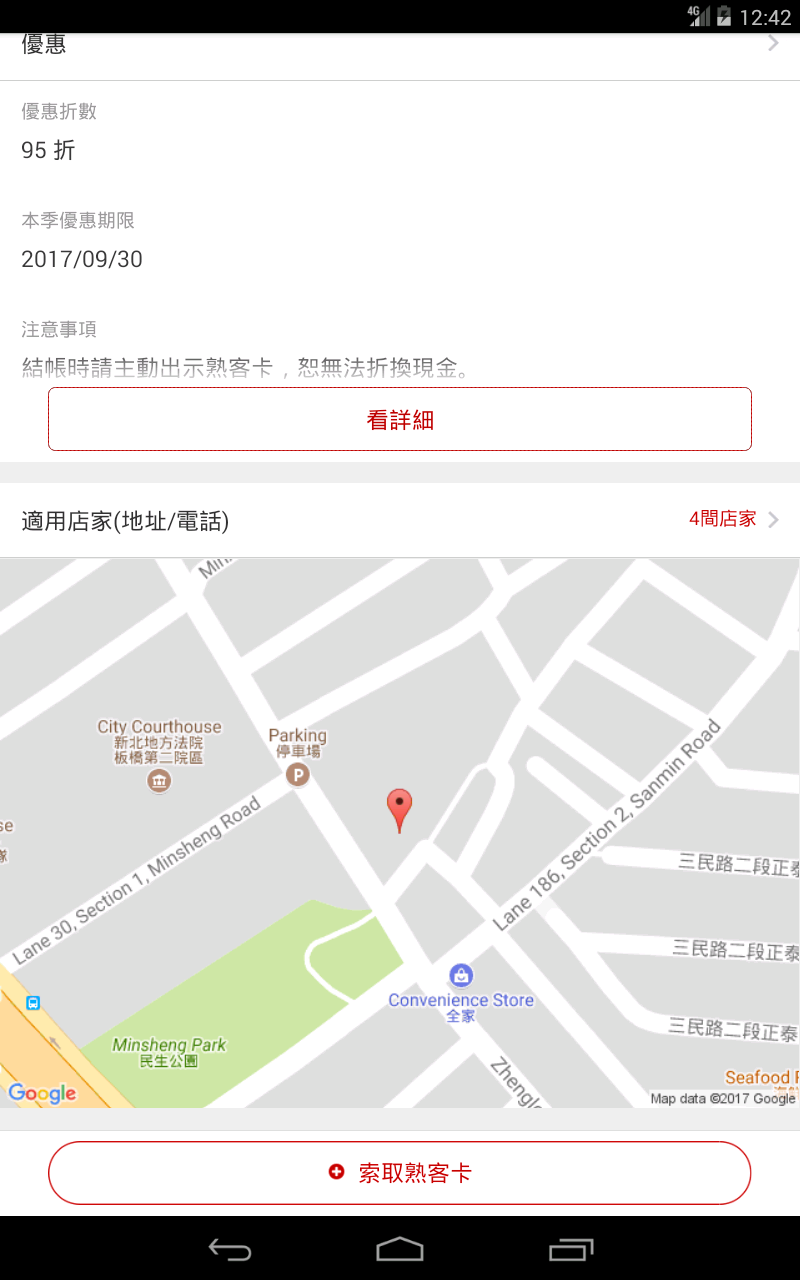 4G 12:42
優惠
優惠折數
95 折
本季優惠期限
2017/09/30
注意事項
結帳時請主動出示熟客卡，恕無法折換現金。
看詳細
適用店家(地址/電話)
4間店家
City Courthouse
新北地方法院
板橋第二院區
Parking
停車場
P
Lane 30, Section 1, Minsheng Road
Lane 186, Section 2, Sanmin Road
三民路二段正泰
三民路二段正泰
三民路二段正泰
Convenience Store
全家
Minsheng Park
民生公園
Zhenglo
Seafood
Google
Map data ©2017 Google
索取熟客卡